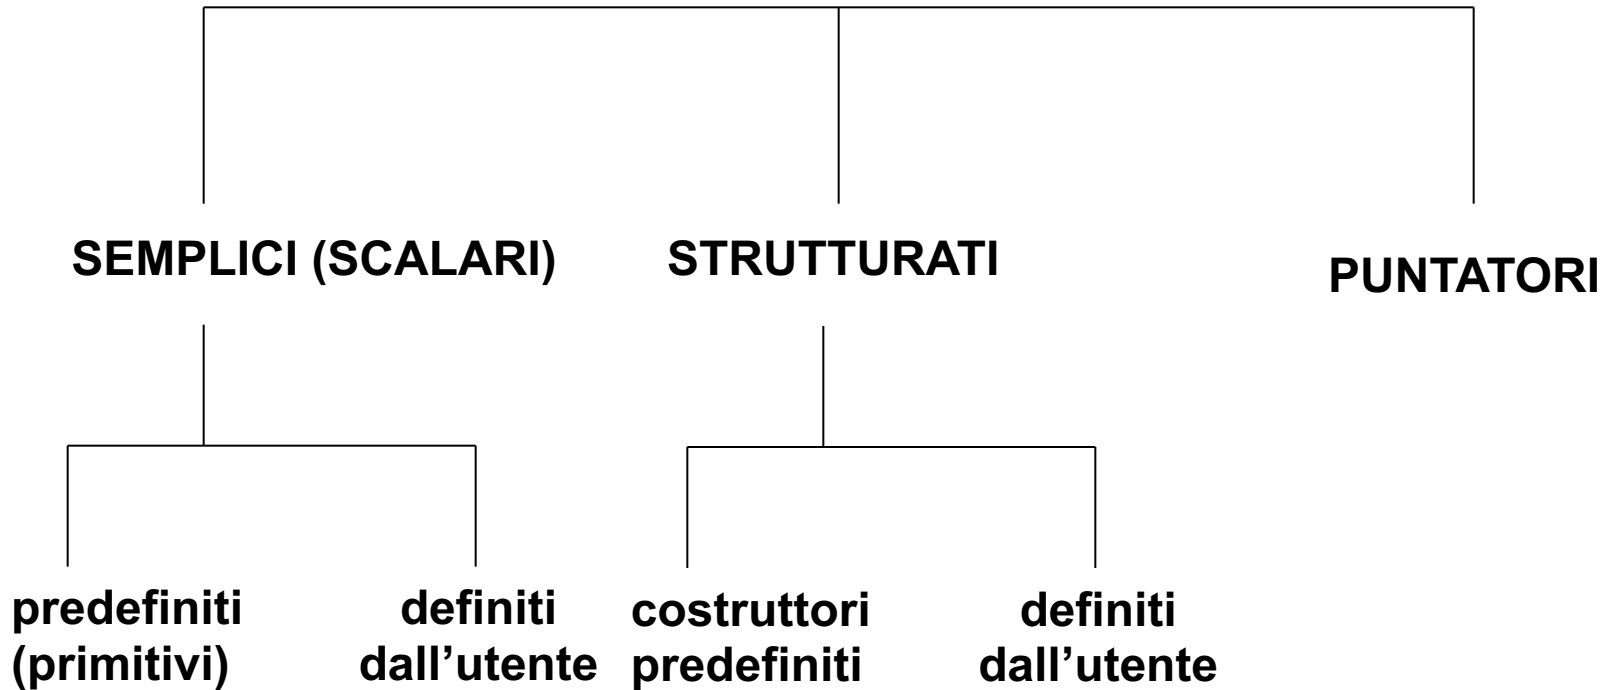 SEMPLICI (SCALARI)
STRUTTURATI
PUNTATORI
predefiniti
(primitivi)
definiti
dall’utente
costruttori
predefiniti
definiti
dall’utente